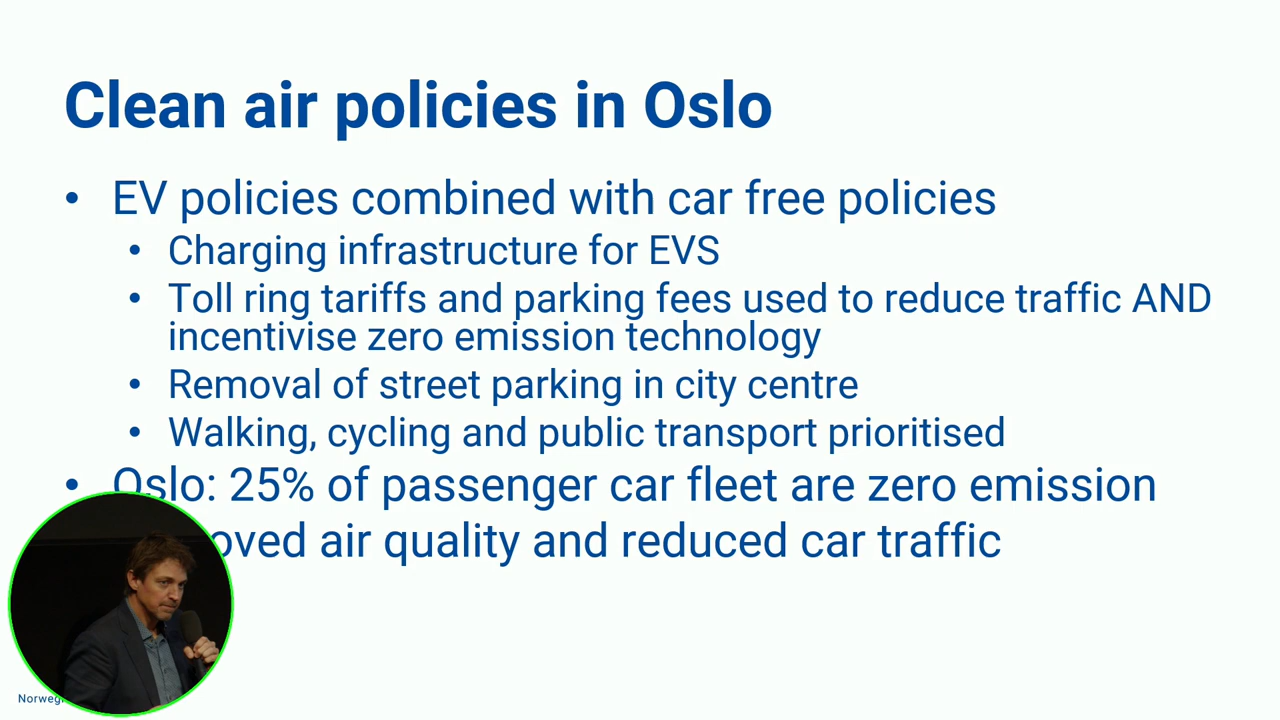 Clean air policies in Oslo
• EV policies combined with car free policies
• Charging infrastructure for EVS
• Toll ring tariffs and parking fees used to reduce traffic AND
incentivise zero emission technology
• Removal of street parking in city centre
• Walking, cycling and public transport prioritised
• Oslo: 25% of passenger car fleet are zero emission
air quality and reduced car traffic